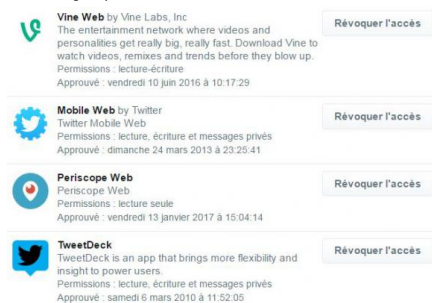 Vine Web by Vine Labs, Inc
Révoquer l'accès
The entertainment network where videos and
personalities get really big, really fast. Download Vine to
watch videos, remixes and trends before they blow up.
Permissions : lecture-écriture
Approuvé : vendredi 10 juin 2016 à 10:17:29
Mobile Web by Twitter
Révoquer l'accès
Twitter Mobile Web
Permissions : lecture, écriture et messages privés
Approuvé : dimanche 24 mars 2013 à 23:25:41
Periscope Web
Révoquer l'accès
Periscope Web
Permissions : lecture seule
Approuvé : vendredi 13 janvier 2017 à 15:04:14
TweetDeck
Révoquer l'accès
TweetDeck is an app that brings more flexibility and
insight to power users.
Permissions : lecture, écriture et messages privés
Approuvé : samedi 6 mars 2010 à 11:52:05